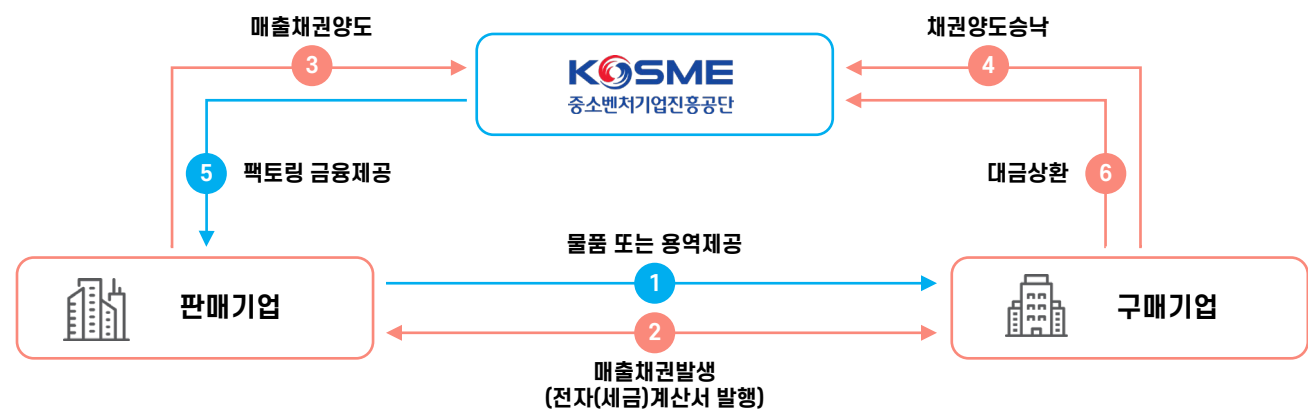 매출채권양도
채권양도승낙
3
4
KOSME
중소벤처기업진흥공단
5
팩토링 금융제공
대금상환
6
물품 또는 용역제공
1
판매기업
구매기업
2
매출채권발생
(전자(세금)계산서 발행)